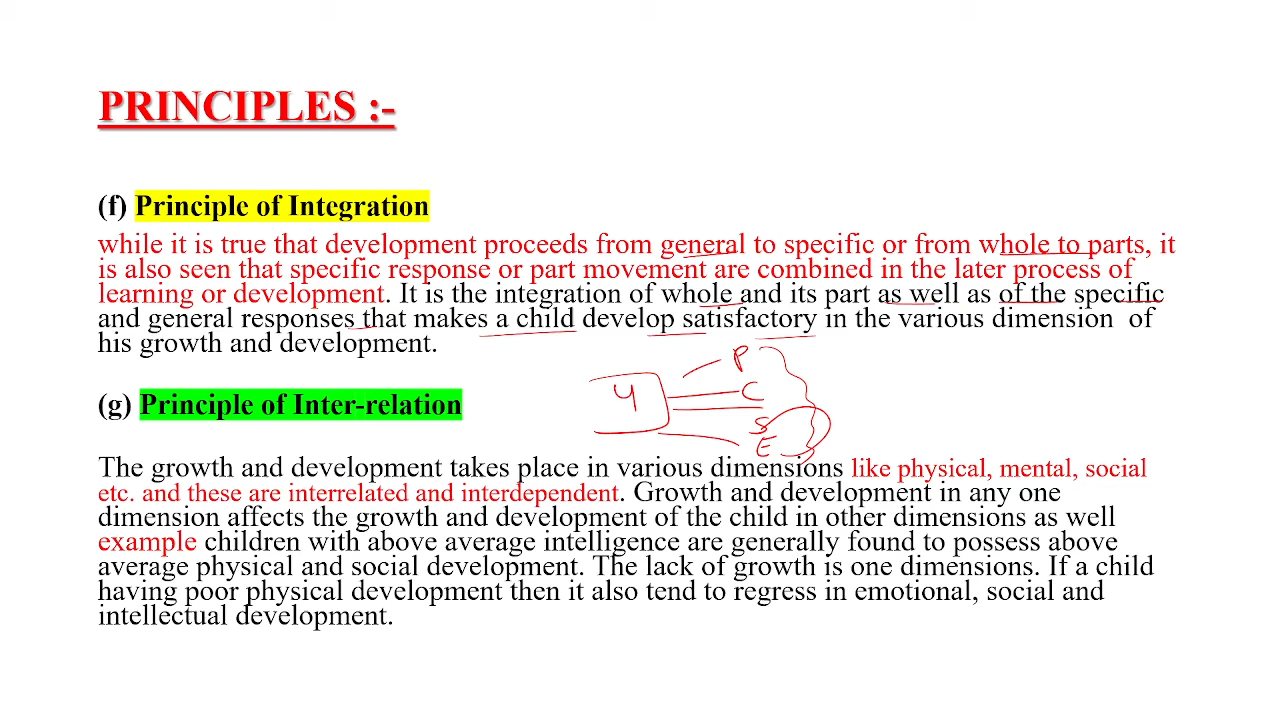 PRINCIPLES :-
(f) Principle of Integration
while it is true that development proceeds from general to specific or from whole to parts, it
is also seen that specific response or part movement are combined in the later process of
learning or development. It is the integration of whole and its part as well as of the specific
and general responses that makes a child develop satisfactory in the various dimension of
his growth and development.
P
4
C
(g) Principle of Inter-relation
S
E
The growth and development takes place in various dimensions like physical, mental, social
etc. and these are interrelated and interdependent. Growth and development in any one
dimension affects the growth and development of the child in other dimensions as well
example children with above average intelligence are generally found to possess above
average physical and social development. The lack of growth is one dimensions. If a child
having poor physical development then it also tend to regress in emotional, social and
intellectual development.